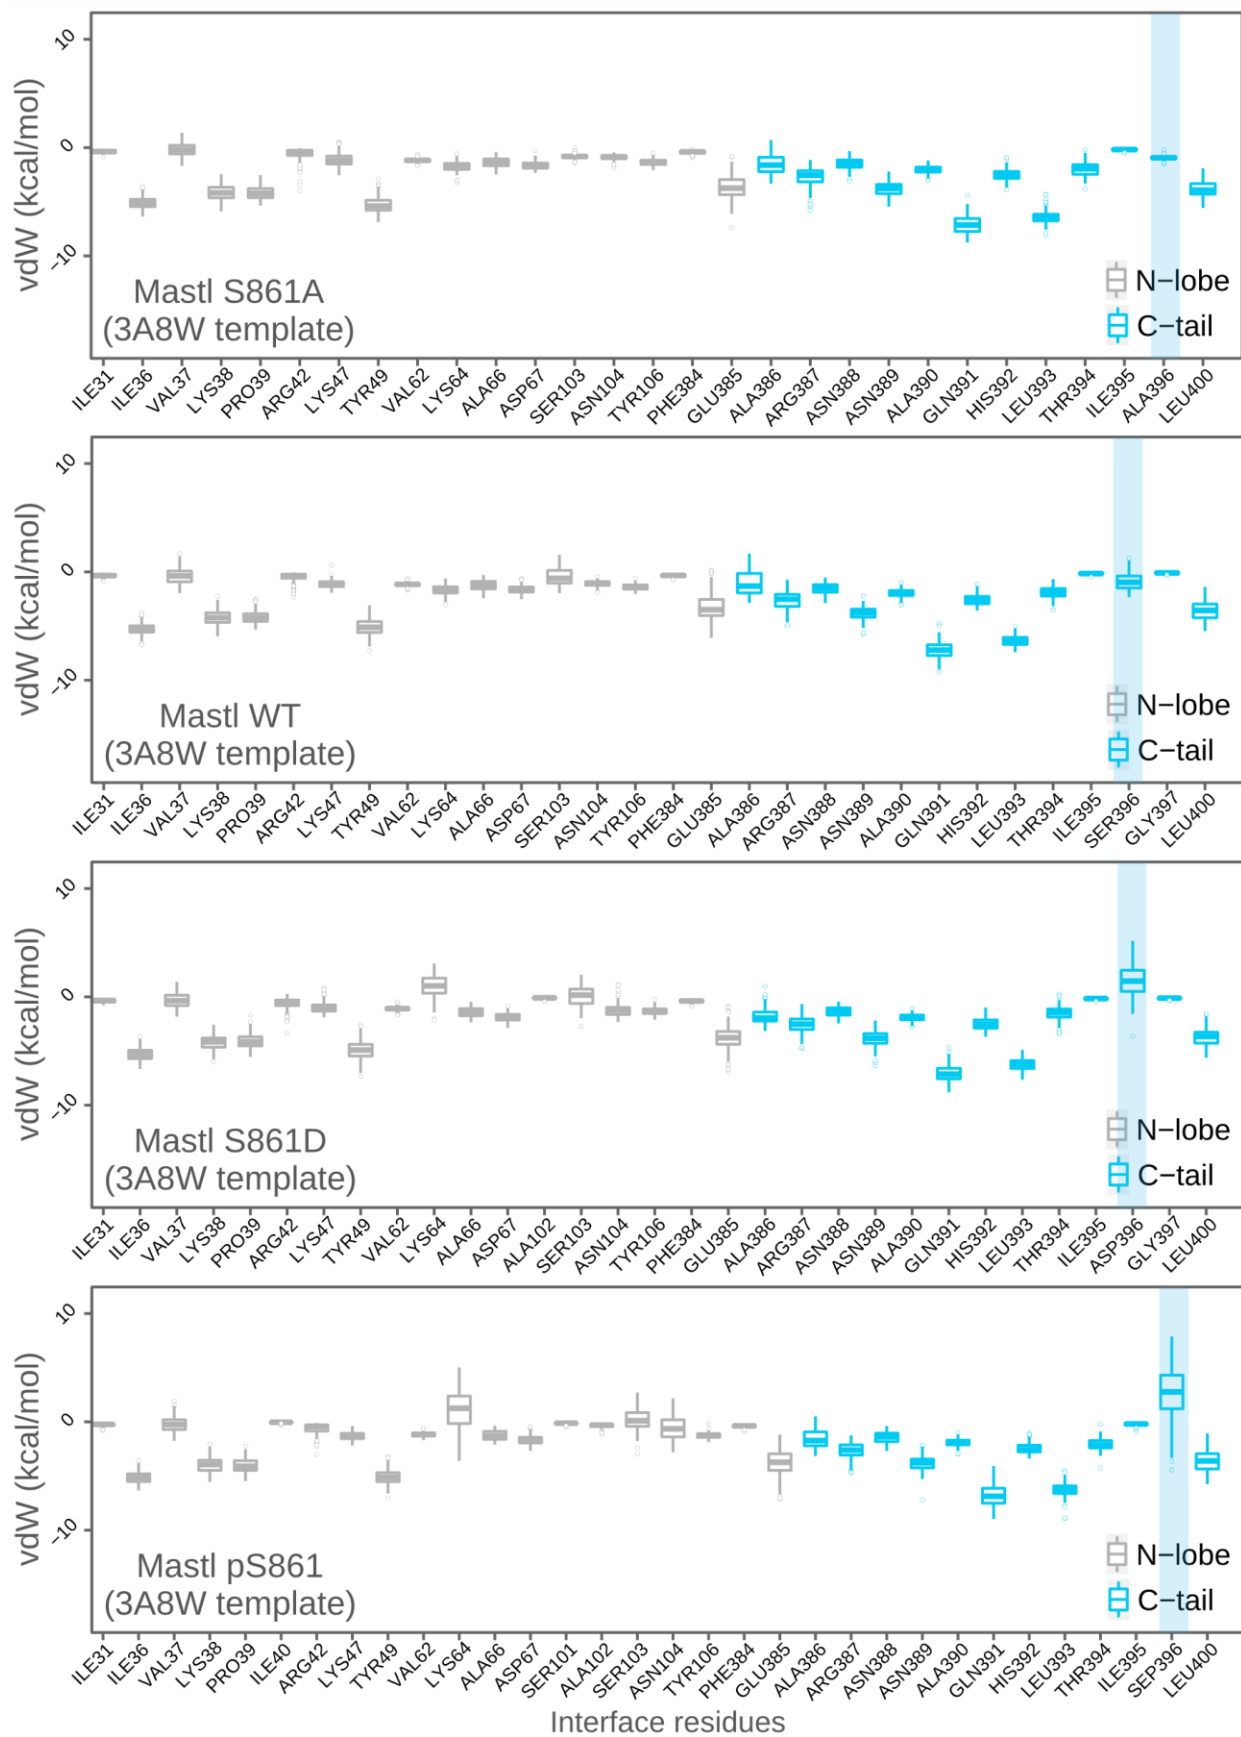 vdW (kcal/mol)
10
0
-10
Mastl S861A
(3A8W template)
N-lobe
C-tail
ILE31 ILE36 VAL37 LYS38 PRO39 ARG42 LYS47 TYR49 VAL62 LYS64 ALA66 ASP67 SER103 ASN104 TYR106 PHE384 GLU385 ALA386 ARG387 ASN388 ASN389 ALA390 GLN391 HIS392 LEU393 THR394 ILE395 ALA396 LEU400
vdW (kcal/mol)
10
0
-10
Mastl WT
(3A8W template)
N-lobe
C-tail
ILE31 ILE36 VAL37 LYS38 PRO39 ARG42 LYS47 TYR49 VAL62 LYS64 ALA66 ASP67 SER103 ASN104 TYR106 PHE384 GLU385 ALA386 ARG387 ASN388 ASN389 ALA390 GLN391 HIS392 LEU393 THR394 ILE395 SER396 GLY397 LEU400
vdW (kcal/mol)
10
0
-10
Mastl S861D
(3A8W template)
N-lobe
C-tail
ILE31 ILE36 VAL37 LYS38 PRO39 ARG42 LYS47 TYR49 VAL62 LYS64 ALA66 ASP67 ALA102 SER103 ASN104 TYR106 PHE384 GLU385 ALA386 ARG387 ASN388 ASN389 ALA390 GLN391 HIS392 LEU393 THR394 ILE395 ASP396 GLY397 LEU400
vdW (kcal/mol)
10
0
-10
Mastl pS861
(3A8W template)
N-lobe
C-tail
ILE31 ILE36 VAL37 LYS38 PRO39 ILE40 ARG42 LYS47 TYR49 VAL62 LYS64 ALA66 ASP67 SER101 ALA102 SER103 ASN104 TYR106 PHE384 GLU385 ALA386 ARG387 ASN388 ASN389 ALA390 GLN391 HIS392 LEU393 THR394 ILE395 SEP396 LEU400
Interface residues